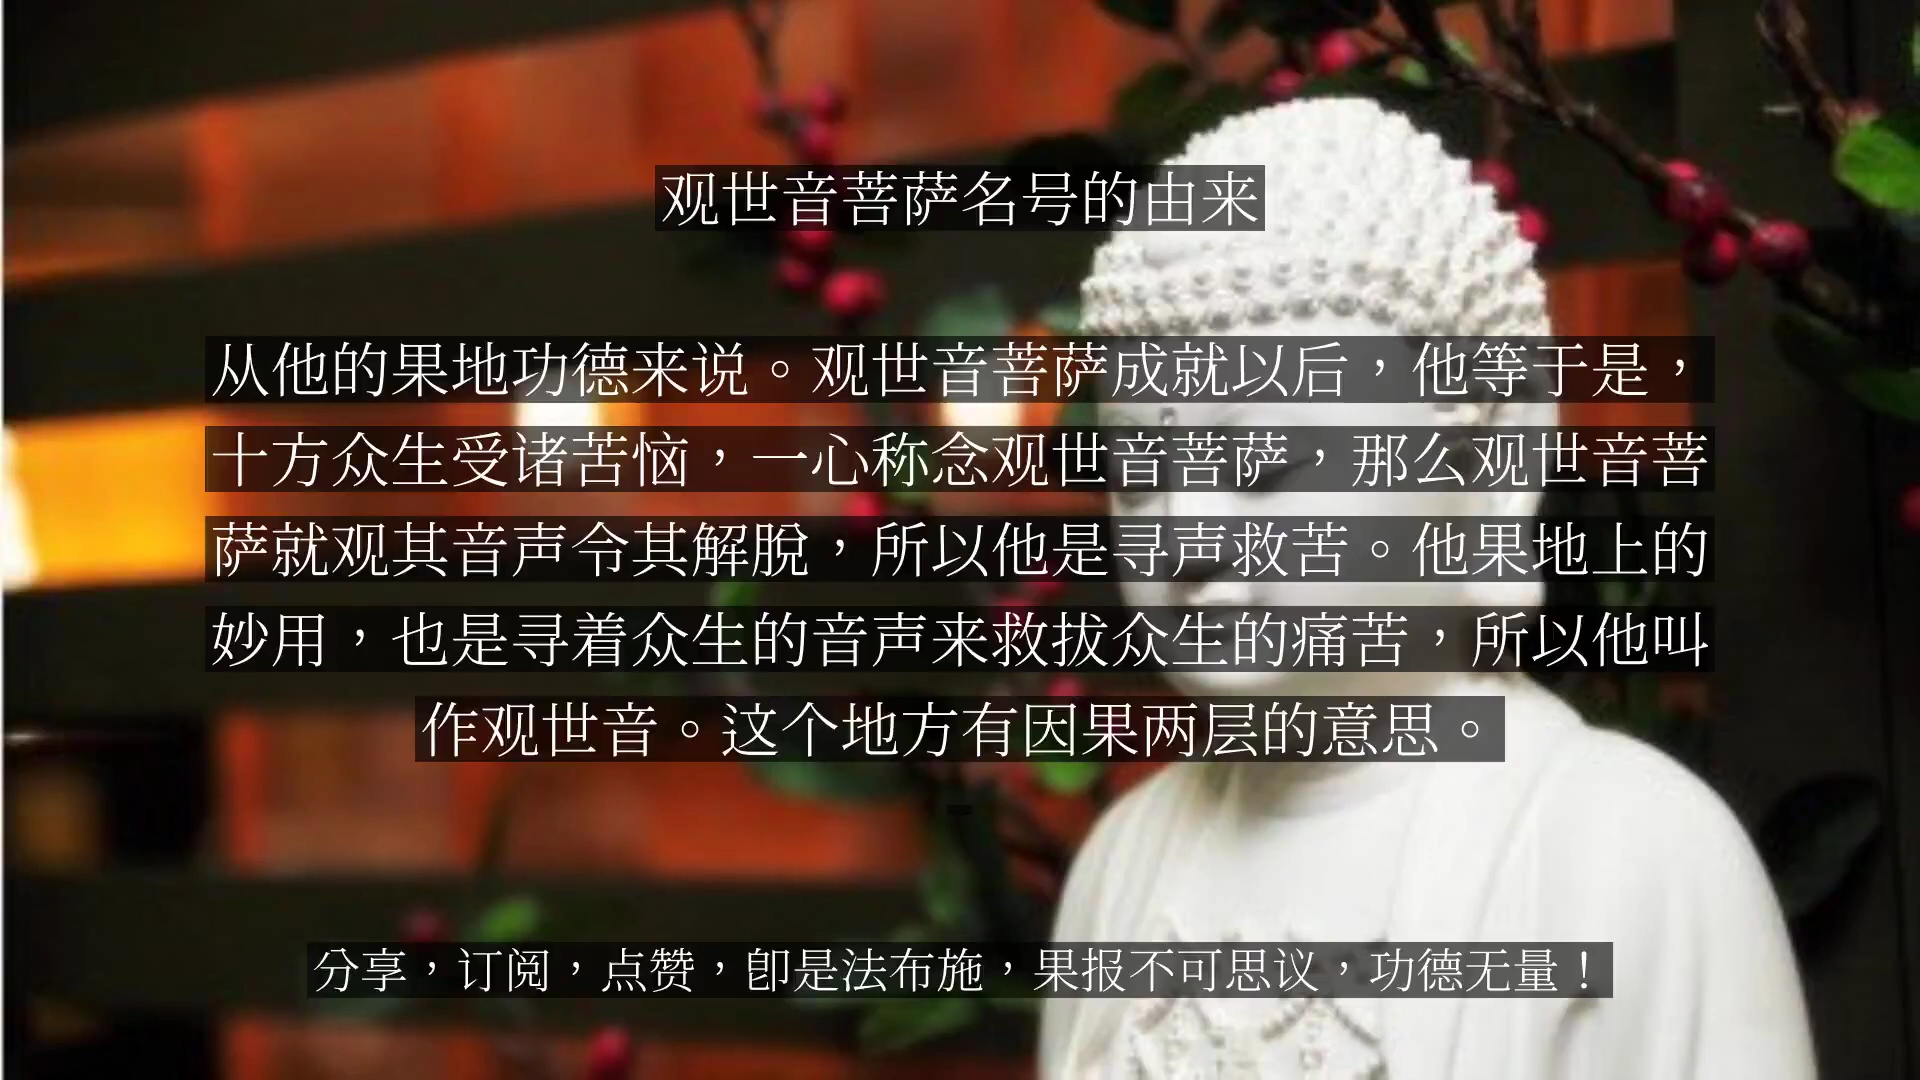 观世音菩萨名号的由来
从他的果地功德来说。观世音菩萨成就以后，他等于是，
十方众生受诸苦恼，一心称念观世音菩萨，那么观世音菩
萨就观其音声令其解脱，所以他是寻声救苦。他果地上的
妙用，也是寻着众生的音声来救拔众生的痛苦，所以他叫
作观世音。这个地方有因果两层的意思。
分享，订阅，点赞，即是法布施，果报不可思议，功德无量！